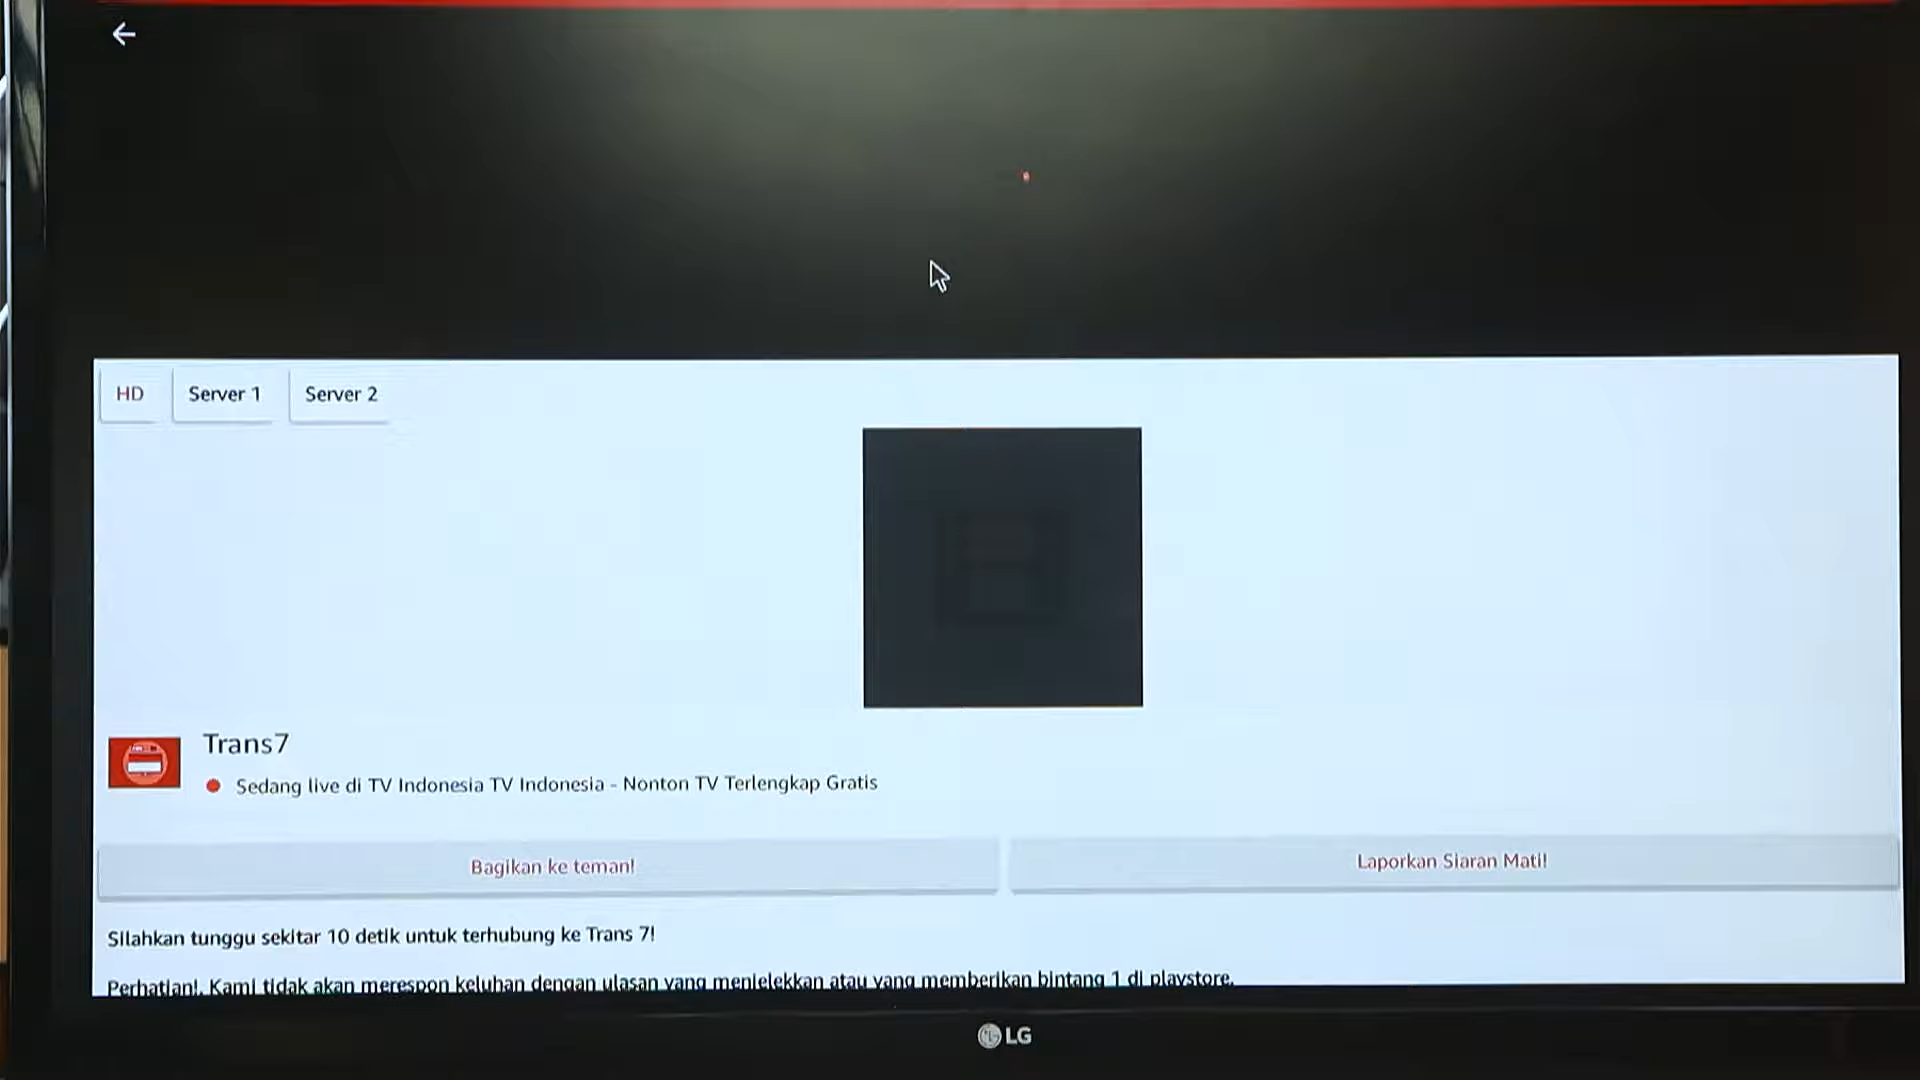 HD
Server 1
Server 2
Trans7
Sedang live di TV Indonesia TV Indonesia - Nonton TV Terlengkap Gratis
Bagikan ke teman!
Laporkan Siaran Mati!
Silahkan tunggu sekitar 10 detik untuk terhubung ke Trans 7!
Perhatian!. Kami tidak akan merespon keluhan dengan ulasan yang menjelekkan atau yang memberikan bintang 1 di playstore.
LG